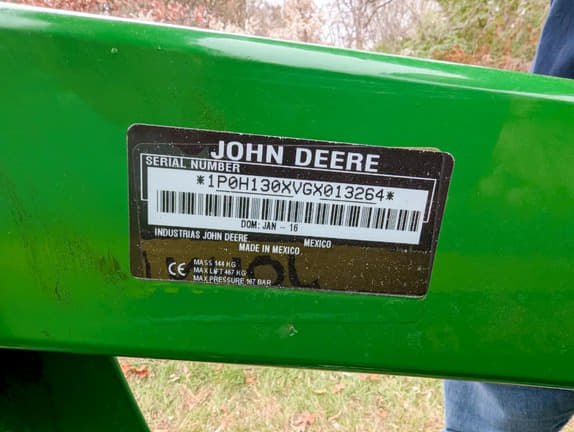 JOHN DEERE
SERIAL NUMBER
*1P0H130XVGX013264*
DOM: JAN - 16
INDUSTRIAS JOHN DEERE, MEXICO
MADE IN MEXICO
CE MASS 144 KG
MAX LIFT 467 KG
MAX PRESSURE 167 BAR